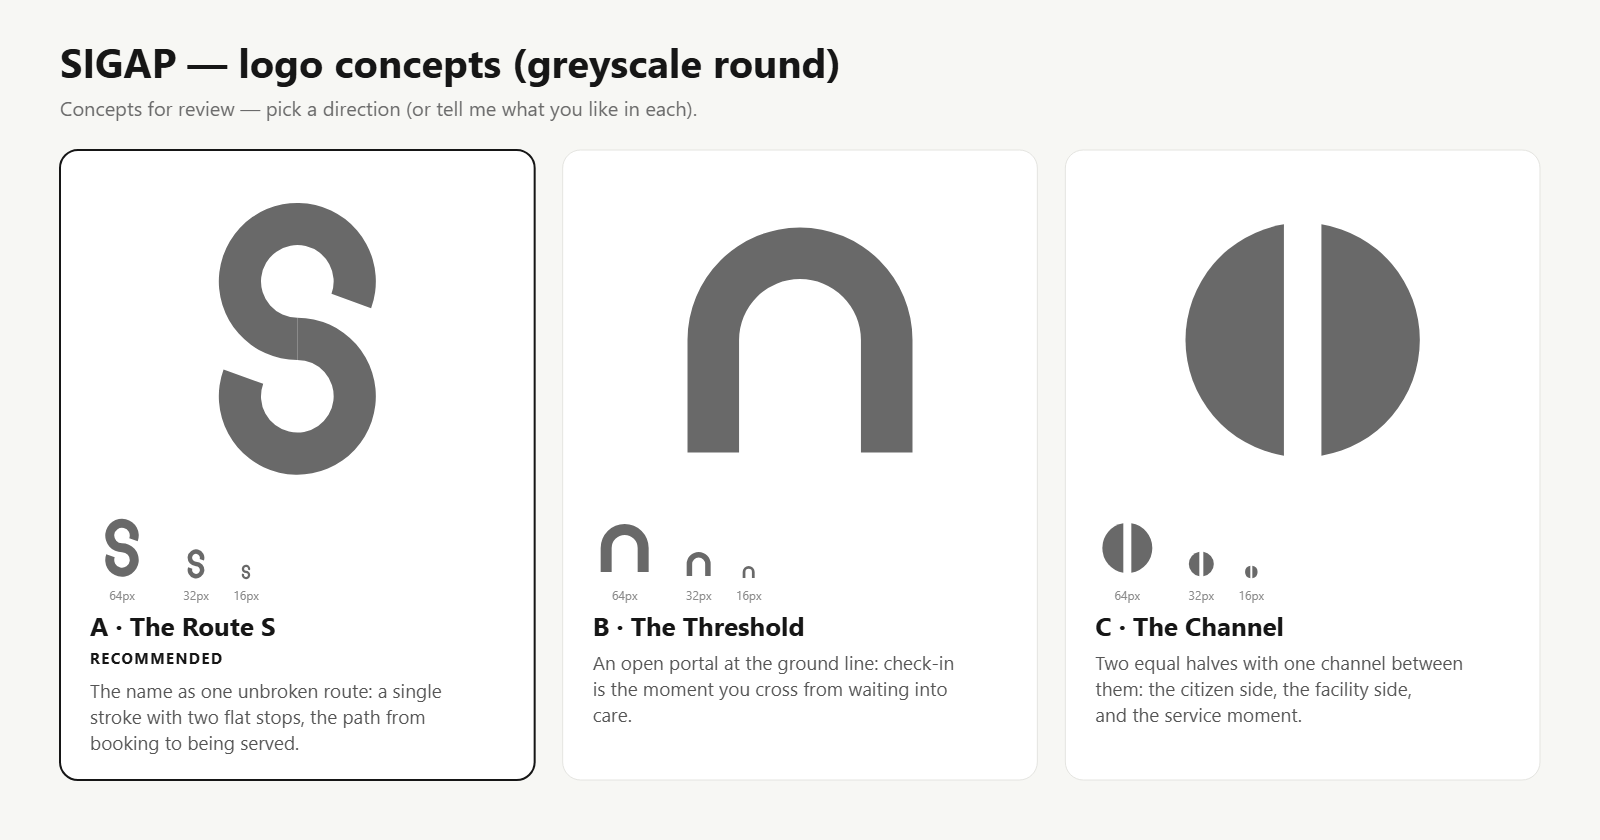 SIGAP — logo concepts (greyscale round)
Concepts for review — pick a direction (or tell me what you like in each).
64px 32px 16px
A · The Route S
RECOMMENDED
The name as one unbroken route: a single
stroke with two flat stops, the path from
booking to being served.
64px 32px 16px
B · The Threshold
An open portal at the ground line: check-in
is the moment you cross from waiting into
care.
64px 32px 16px
C · The Channel
Two equal halves with one channel between
them: the citizen side, the facility side,
and the service moment.